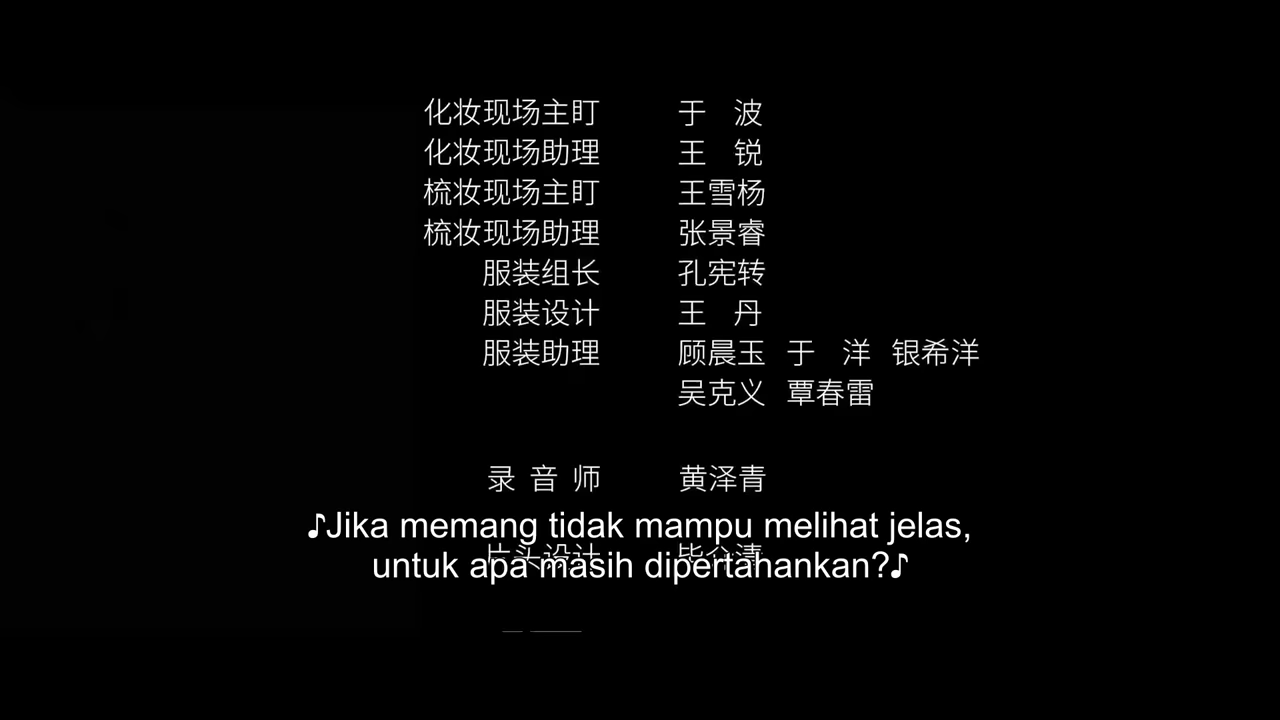 化妆现场主盯 于 波
化妆现场助理 王 锐
梳妆现场主盯 王雪杨
梳妆现场助理 张景睿
服装组长 孔宪转
服装设计 王 丹
服装助理 顾晨玉 于 洋 银希洋
吴克义 覃春雷
录 音 师 黄泽青
♪Jika memang tidak mampu melihat jelas,
片头设计
untuk apa masih dipertahankan?♪